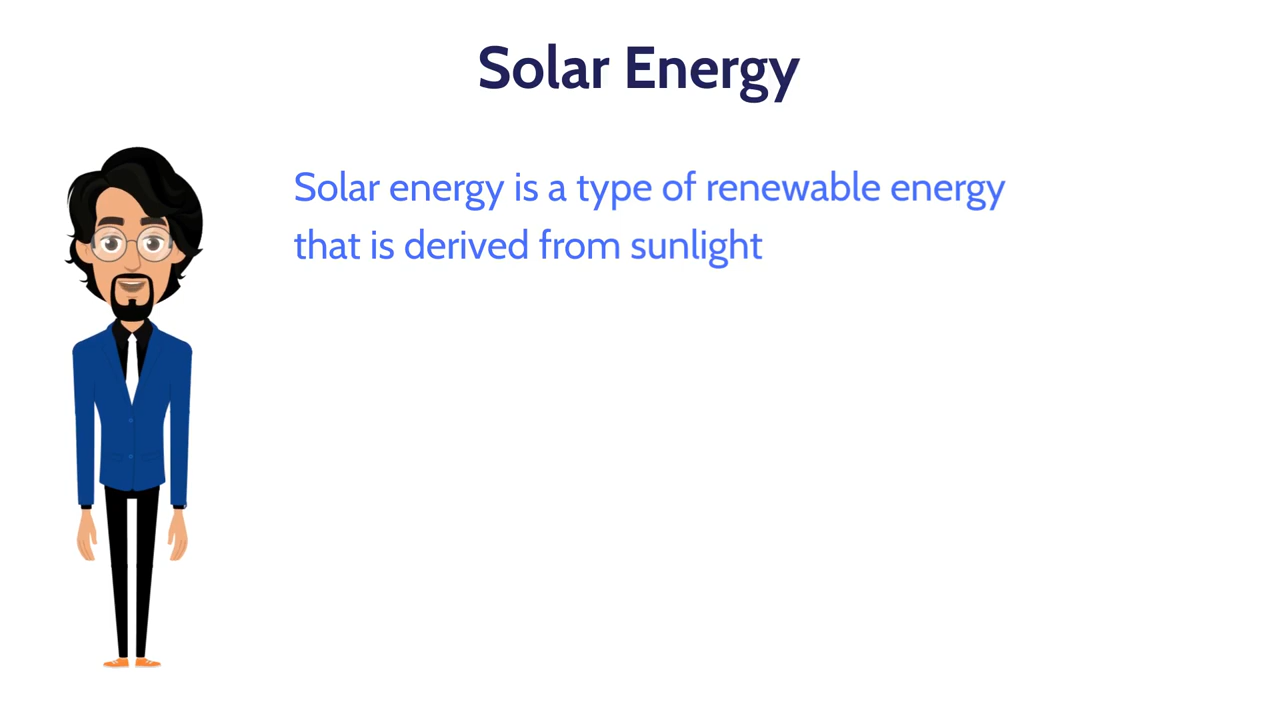 Solar Energy
Solar energy is a type of renewable energy
that is derived from sunlight